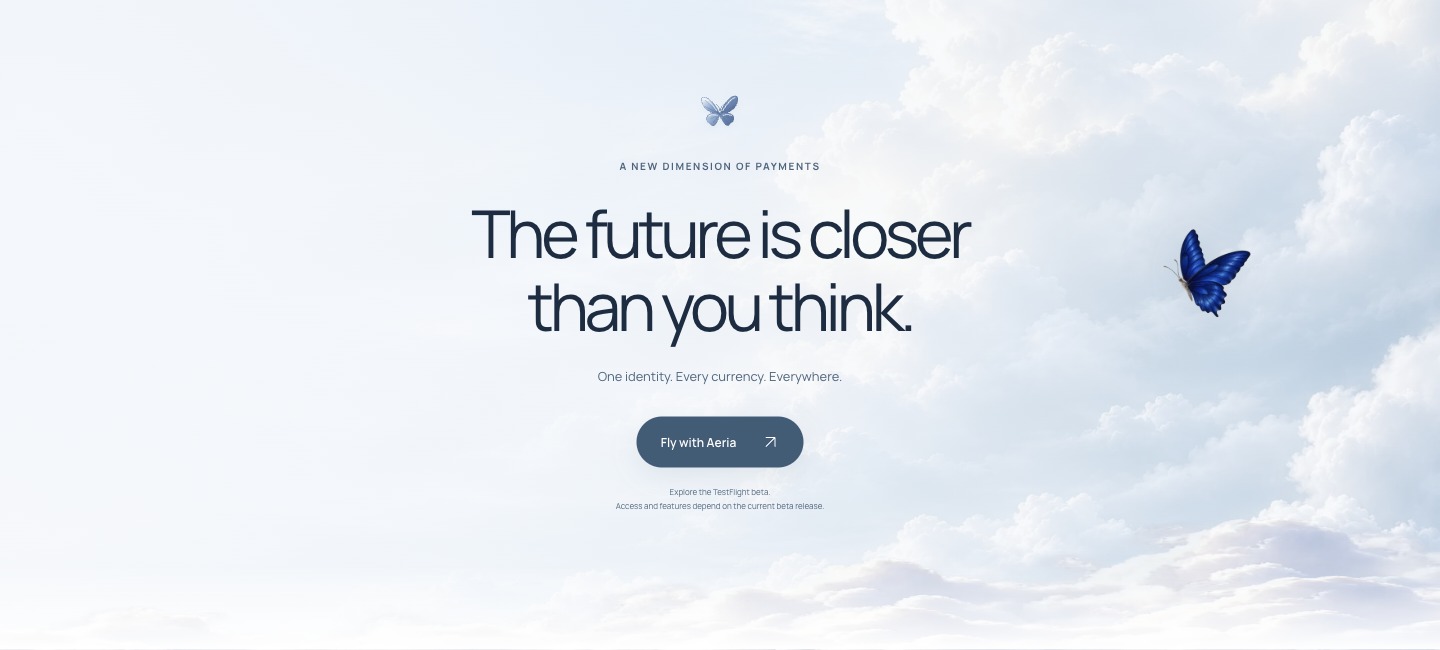 A NEW DIMENSION OF PAYMENTS
The future is closer
than you think.
One identity. Every currency. Everywhere.
Fly with Aeria
Explore the TestFlight beta.
Access and features depend on the current beta release.